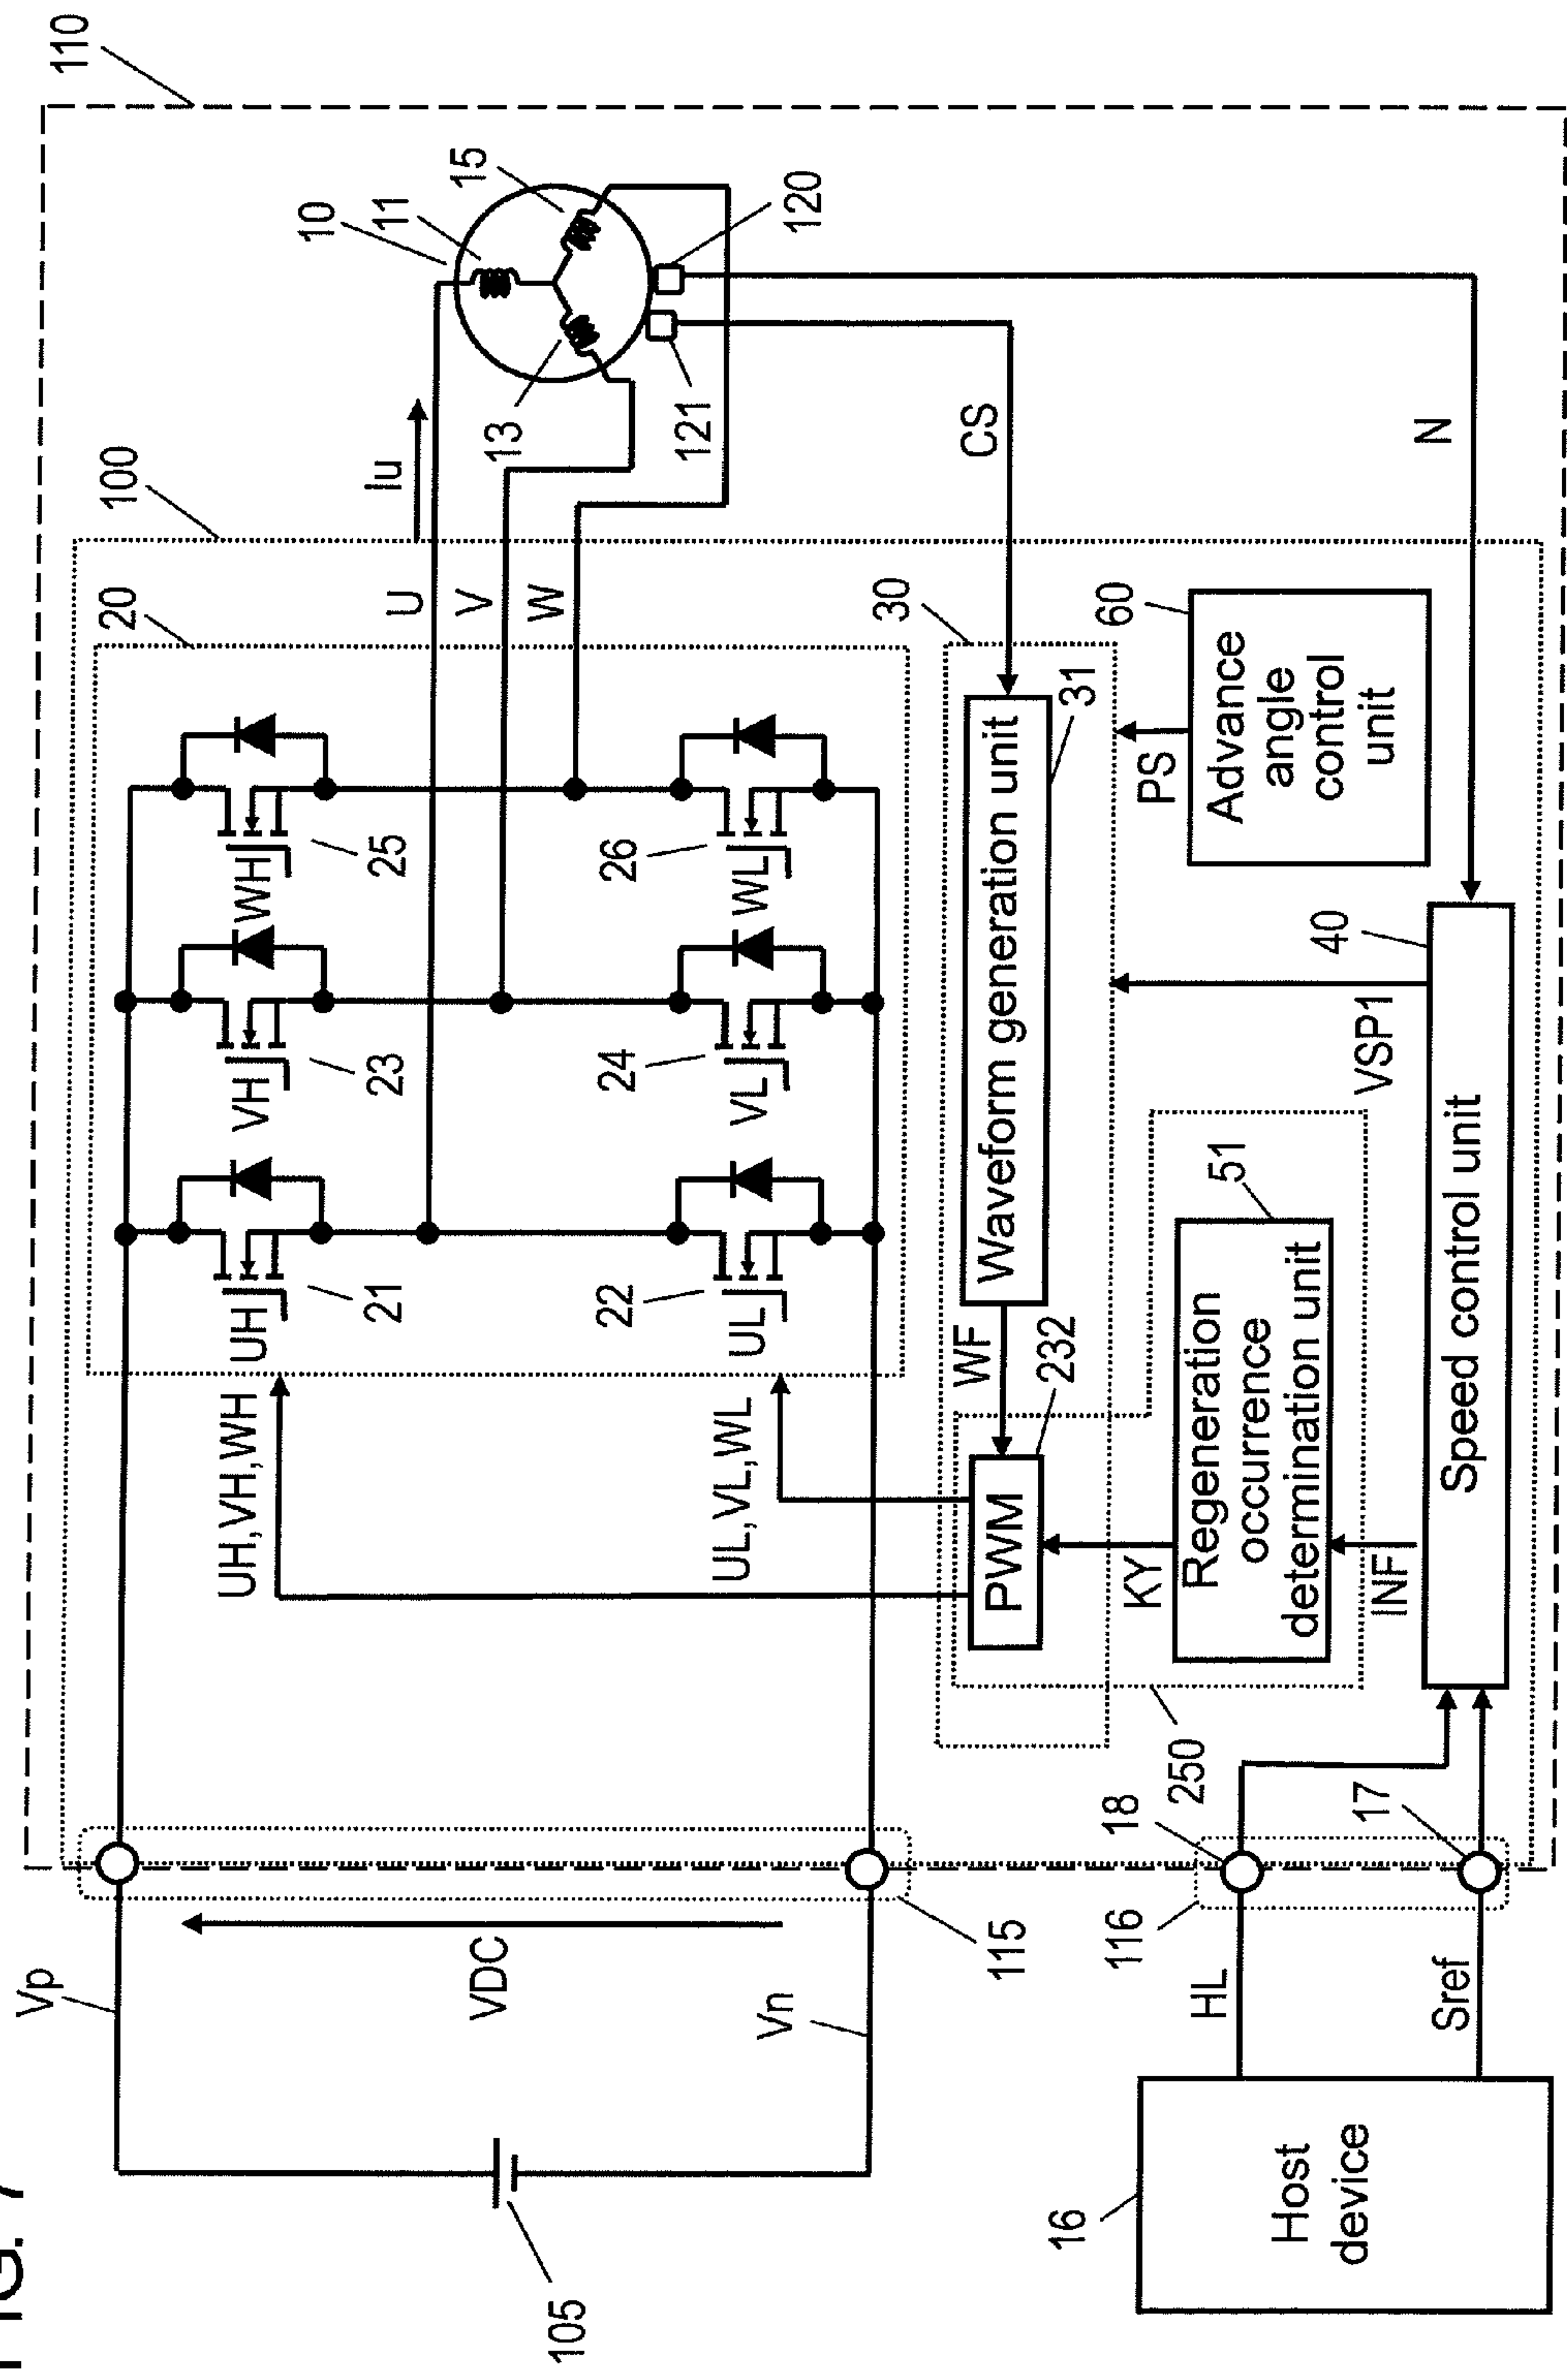 FIG. 7
110
100
10
11
15
13
120
121
Iu
20
U
V
W
UH
21
VH
23
WH
25
UL
22
VL
24
WL
26
UH,VH,WH
UL,VL,WL
Vp
VDC
Vn
105
115
CS
N
30
Waveform generation unit
31
WF
PWM
232
60
Advance
angle
control
unit
PS
KY
Regeneration
occurrence
determination unit
51
INF
250
VSP1
40
Speed control unit
18
17
116
HL
Sref
16
Host
device